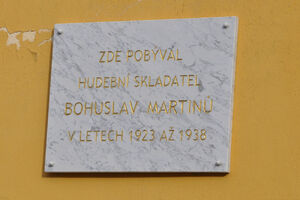 ZDE POBÝVAL
HUDEBNÍ SKLADATEL
BOHUSLAV MARTINŮ
V LETECH 1923 AŽ 1938